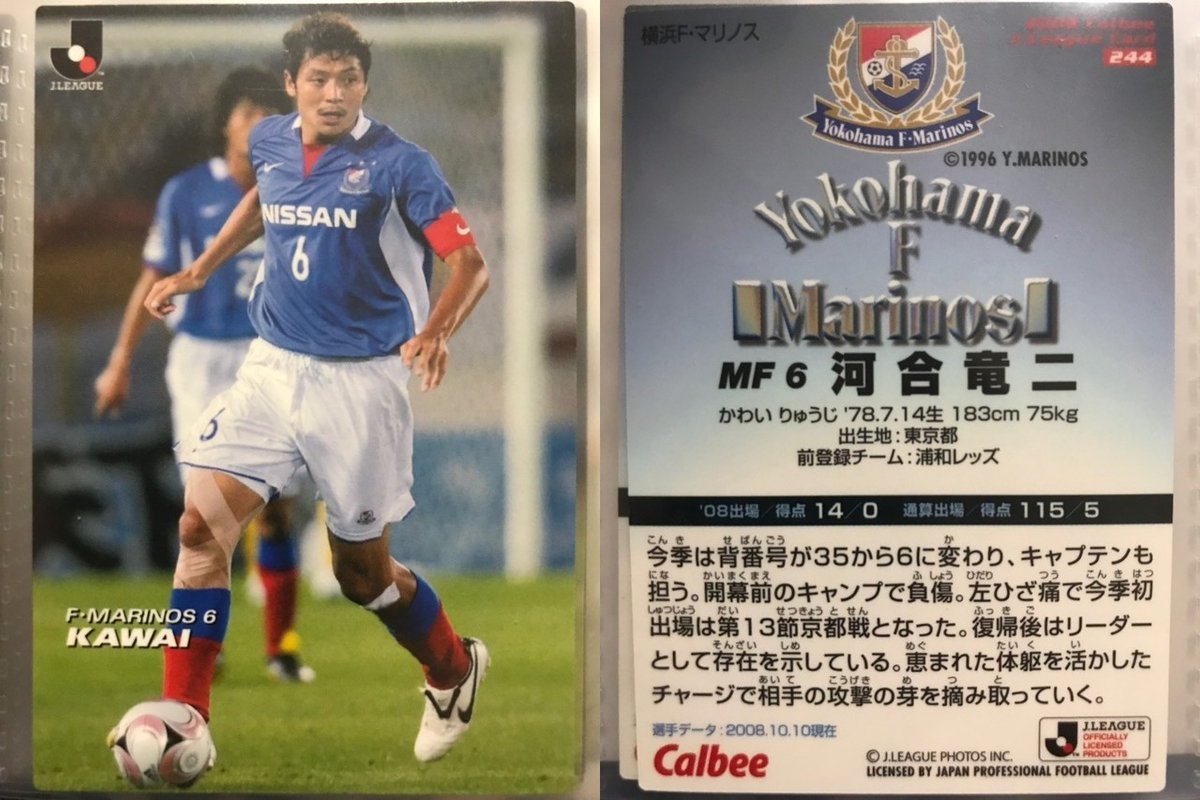 J.LEAGUE
NISSAN
6
6
F・MARINOS 6
KAWAI
横浜F・マリノス
2008 Calbee
J.League Card
244
Yokohama F・Marinos
©1996 Y.MARINOS
Yokohama
F
Marinos
MF 6 河合竜二
かわい りゅうじ '78.7.14生 183cm 75kg
出生地：東京都
前登録チーム：浦和レッズ
'08出場／得点 14／0 通算出場／得点 115／5
今季は背番号が35から6に変わり、キャプテンも
担う。開幕前のキャンプで負傷。左ひざ痛で今季初
出場は第13節京都戦となった。復帰後はリーダー
として存在を示している。恵まれた体躯を活かした
チャージで相手の攻撃の芽を摘み取っていく。
選手データ：2008.10.10現在
Calbee
J.LEAGUE
OFFICIALLY
LICENSED
PRODUCTS
© J.LEAGUE PHOTOS INC.
LICENSED BY JAPAN PROFESSIONAL FOOTBALL LEAGUE